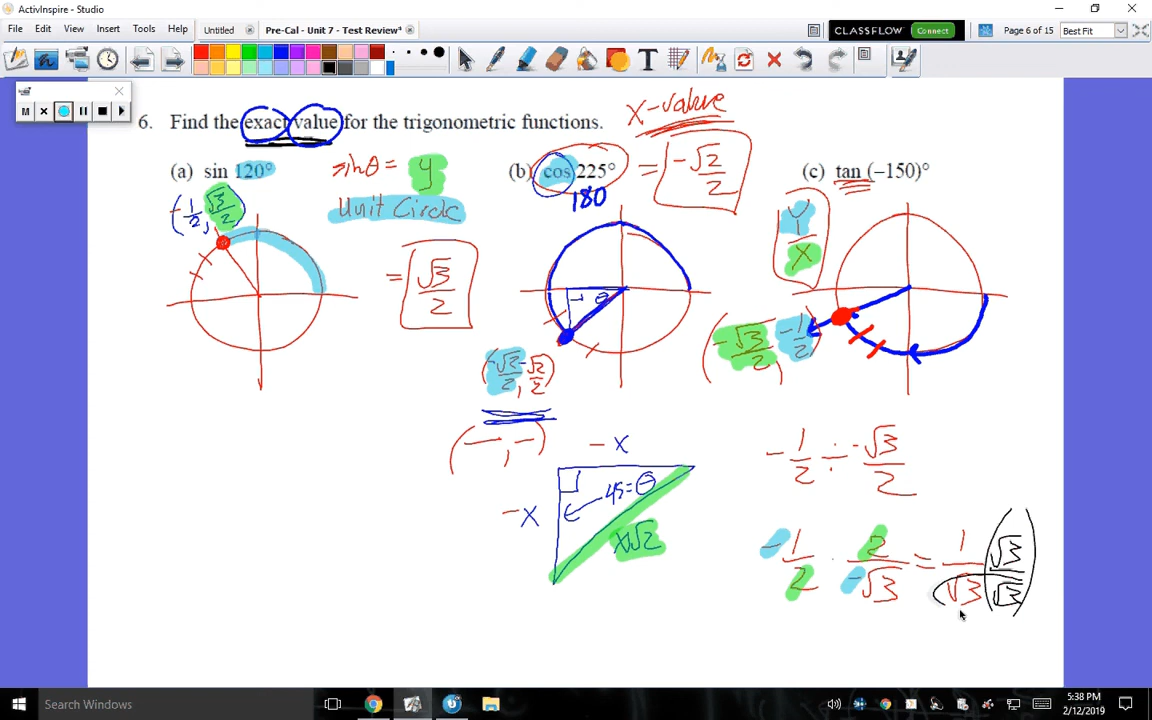 ActivInspire - Studio
File Edit View Insert Tools Help
Untitled
Pre-Cal - Unit 7 - Test Review*
CLASSFLOW Connect
Page 6 of 15
Best Fit
M
6. Find the exact value for the trigonometric functions.
x-value
(a) sin 120°
sinθ = y
Unit Circle
(-1/2, √3/2)
= √3/2
(b) cos 225°
= -√2/2
180
θ
(-√2/2, -√2/2)
(-, -)
-x
-x
45=θ
x√2
(c) tan (−150)°
y/x
(-√3/2, -1/2)
-1/2 ÷ -√3/2
-1/2 · 2/-√3 = 1/√3 (√3/√3)
Search Windows
5:38 PM
2/12/2019